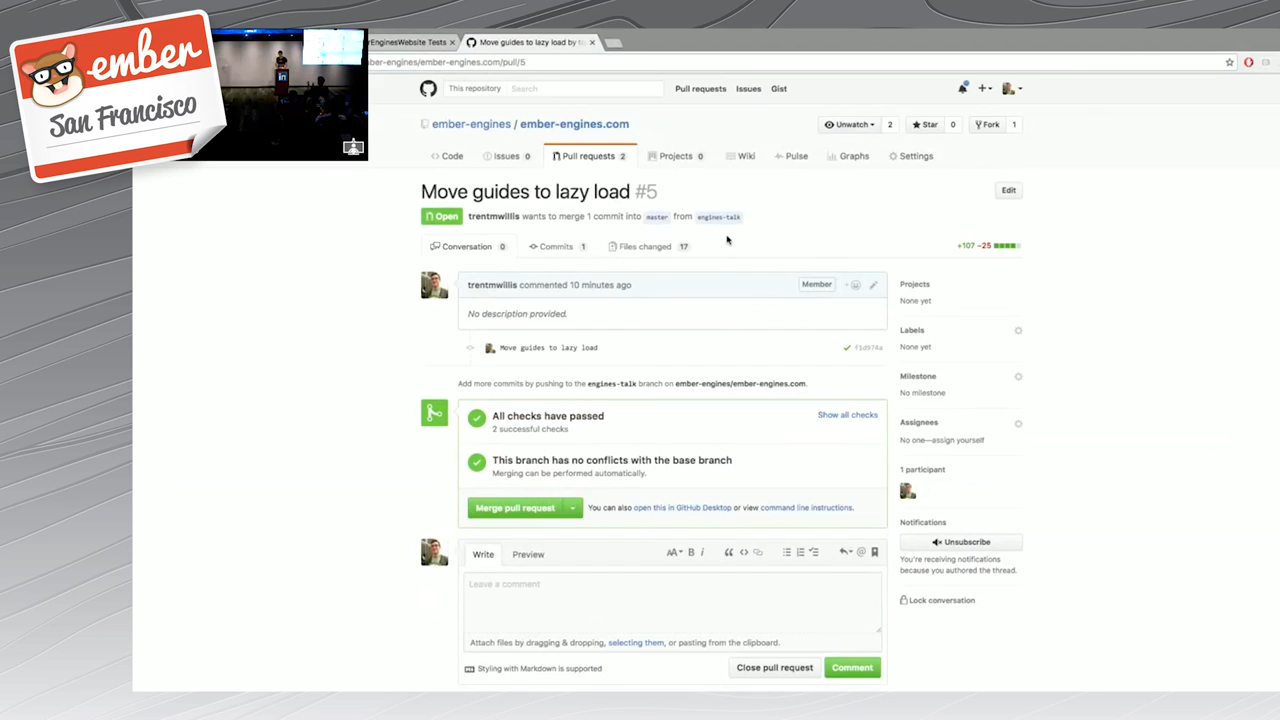 ember
San Francisco
in
erEnginesWebsite Tests
Move guides to lazy load by t
ber-engines/ember-engines.com/pull/5
This repository Search
Pull requests Issues Gist
ember-engines / ember-engines.com
Unwatch 2 Star 0 Fork 1
Code Issues 0 Pull requests 2 Projects 0 Wiki Pulse Graphs Settings
Move guides to lazy load #5
Edit
Open trentmwillis wants to merge 1 commit into master from engines-talk
Conversation 0 Commits 1 Files changed 17
+107 −25
trentmwillis commented 10 minutes ago
Member
No description provided.
Move guides to lazy load
f1d974a
Add more commits by pushing to the engines-talk branch on ember-engines/ember-engines.com.
All checks have passed
2 successful checks
Show all checks
This branch has no conflicts with the base branch
Merging can be performed automatically.
Merge pull request
You can also open this in GitHub Desktop or view command line instructions.
Write Preview
AA B i
Leave a comment
Attach files by dragging & dropping, selecting them, or pasting from the clipboard.
Styling with Markdown is supported
Close pull request
Comment
Projects
None yet
Labels
None yet
Milestone
No milestone
Assignees
No one—assign yourself
1 participant
Notifications
Unsubscribe
You're receiving notifications
because you authored the thread.
Lock conversation